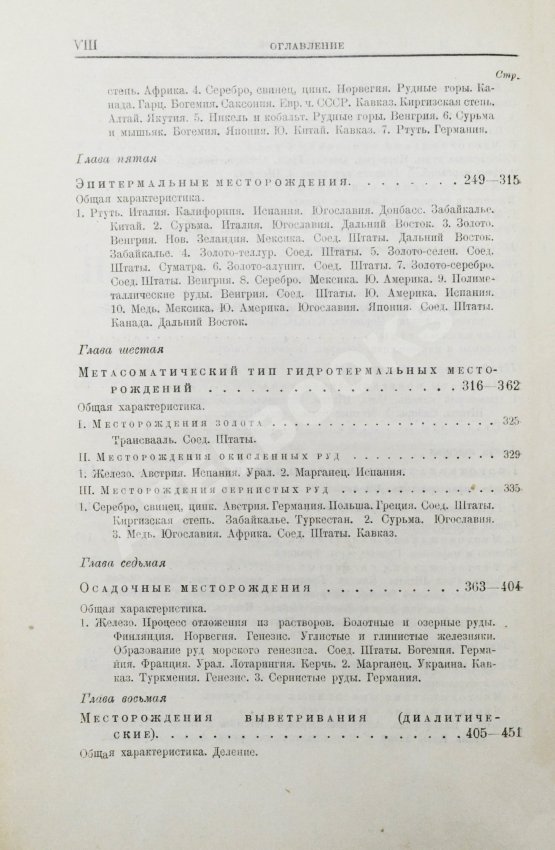 VIII ОГЛАВЛЕНИЕ
Стр.
степь. Африка. 4. Серебро, свинец, цинк. Норвегия. Рудные горы. Ка-
нада. Гарц. Богемия. Саксония. Евр. ч. СССР. Кавказ. Киргизская степь.
Алтай. Якутия. 5. Никель и кобальт. Рудные горы. Венгрия. 6. Сурьма
и мышьяк. Богемия. Япония. Ю. Китай. Кавказ. 7. Ртуть. Германия.
Глава пятая
Эпитермальные месторождения. . . . . . . . . 249—315
Общая характеристика.
1. Ртуть. Италия. Калифорния. Испания. Югославия. Донбасс. Забайкалье.
Китай. 2. Сурьма. Италия. Югославия. Дальний Восток. 3. Золото.
Венгрия. Нов. Зеландия. Мексика. Соед. Штаты. Дальний Восток.
Забайкалье. 4. Золото-теллур. Соед. Штаты. 5. Золото-селен. Соед.
Штаты. Суматра. 6. Золото-алунит. Соед. Штаты. 7. Золото-серебро.
Соед. Штаты. Венгрия. 8. Серебро. Мексика. Ю. Америка. 9. Полиме-
таллические руды. Венгрия. Соед. Штаты. Ю. Америка. Испания.
10. Медь. Мексика. Ю. Америка. Югославия. Япония. Соед. Штаты.
Канада. Дальний Восток.
Глава шестая
Метасоматический тип гидротермальных место-
рождений . . . . . . . . . . . . . . . . . . 316—362
Общая характеристика.
I. Месторождения золота . . . . . . . . . . . . . . . . 325
Трансвааль. Соед. Штаты.
II. Месторождения окисленных руд . . . . . . . . . . . 329
1. Железо. Австрия. Испания. Урал. 2. Марганец. Испания.
III. Месторождения сернистых руд . . . . . . . . . . . 335
1. Серебро, свинец, цинк. Австрия. Германия. Польша. Греция. Соед. Штаты.
Киргизская степь. Забайкалье. Туркестан. 2. Сурьма. Югославия.
3. Медь. Югославия. Африка. Соед. Штаты. Кавказ.
Глава седьмая
Осадочные месторождения . . . . . . . . . . . . 363—404
Общая характеристика.
1. Железо. Процесс отложения из растворов. Болотные и озерные руды.
Финляндия. Норвегия. Генезис. Углистые и глинистые железняки.
Образование руд морского генезиса. Соед. Штаты. Богемия. Герма-
ния. Франция. Урал. Лотарингия. Керчь. 2. Марганец. Украина. Кав-
каз. Туркмения. Генезис. 3. Сернистые руды. Германия.
Глава восьмая
Месторождения выветривания (диалитиче-
ские). . . . . . . . . . . . . . . . . . . . . . 405—451
Общая характеристика. Деление.